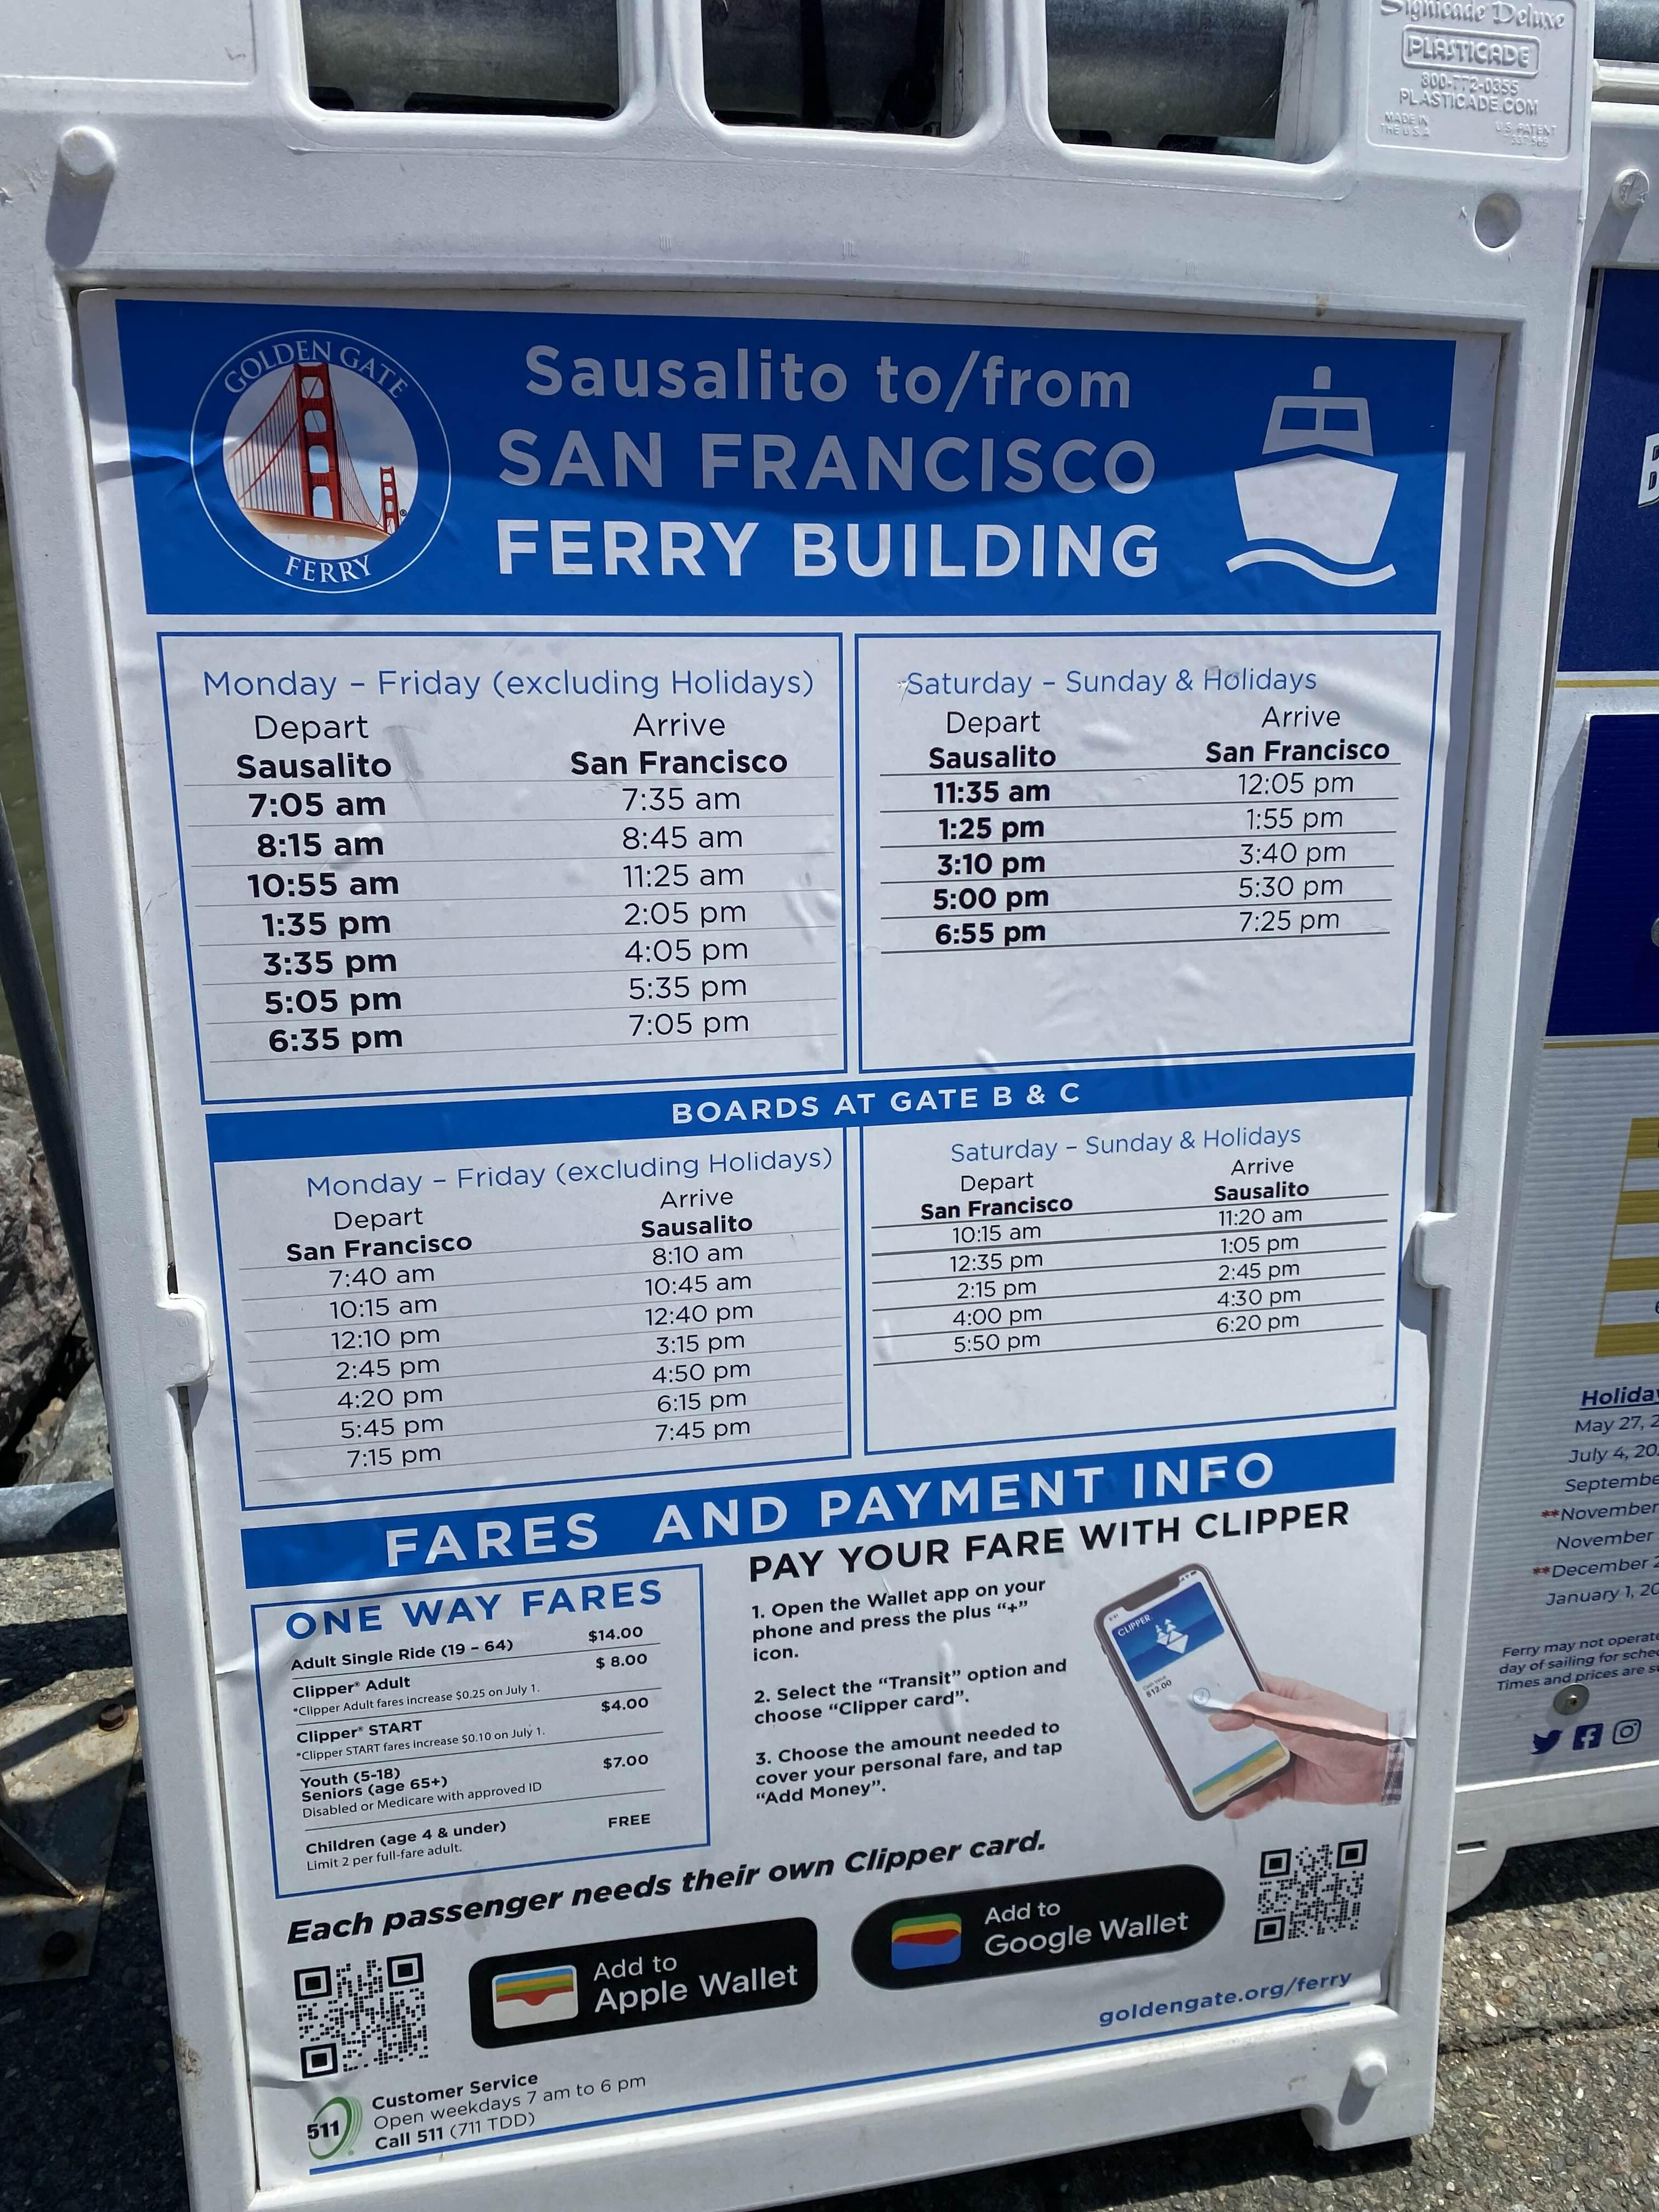 Signicade Deluxe
PLASTICADE
800-772-0355
PLASTICADE.COM
MADE IN
THE U.S.A
U.S. PATENT
GOLDEN GATE
FERRY
Sausalito to/from
SAN FRANCISCO
FERRY BUILDING
Monday – Friday (excluding Holidays)
Depart Arrive
Sausalito San Francisco
7:05 am 7:35 am
8:15 am 8:45 am
10:55 am 11:25 am
1:35 pm 2:05 pm
3:35 pm 4:05 pm
5:05 pm 5:35 pm
6:35 pm 7:05 pm
Saturday – Sunday & Holidays
Depart Arrive
Sausalito San Francisco
11:35 am 12:05 pm
1:25 pm 1:55 pm
3:10 pm 3:40 pm
5:00 pm 5:30 pm
6:55 pm 7:25 pm
BOARDS AT GATE B & C
Monday – Friday (excluding Holidays)
Depart Arrive
San Francisco Sausalito
7:40 am 8:10 am
10:15 am 10:45 am
12:10 pm 12:40 pm
2:45 pm 3:15 pm
4:20 pm 4:50 pm
5:45 pm 6:15 pm
7:15 pm 7:45 pm
Saturday – Sunday & Holidays
Depart Arrive
San Francisco Sausalito
10:15 am 11:20 am
12:35 pm 1:05 pm
2:15 pm 2:45 pm
4:00 pm 4:30 pm
5:50 pm 6:20 pm
FARES AND PAYMENT INFO
ONE WAY FARES
Adult Single Ride (19 – 64) $14.00
Clipper® Adult $ 8.00
*Clipper Adult fares increase $0.25 on July 1.
Clipper® START $4.00
*Clipper START fares increase $0.10 on July 1.
Youth (5-18) $7.00
Seniors (age 65+)
Disabled or Medicare with approved ID
Children (age 4 & under) FREE
Limit 2 per full-fare adult.
PAY YOUR FARE WITH CLIPPER
1. Open the Wallet app on your
phone and press the plus “+”
icon.
2. Select the “Transit” option and
choose “Clipper card”.
3. Choose the amount needed to
cover your personal fare, and tap
“Add Money”.
CLIPPER.
Cash Value
$12.00
Each passenger needs their own Clipper card.
Add to
Apple Wallet
Add to
Google Wallet
goldengate.org/ferry
511
Customer Service
Open weekdays 7 am to 6 pm
Call 511 (711 TDD)
Holiday
May 27, 2
July 4, 20
Septembe
**November
November
**December 2
January 1, 20
Ferry may not operate
day of sailing for sche
Times and prices are su